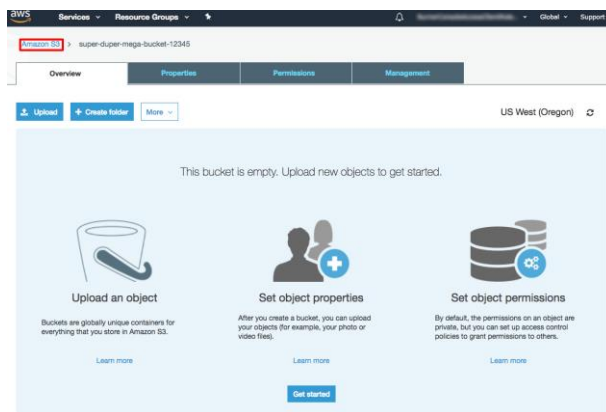 aws
Services Resource Groups Global Support
Amazon S3 > super-duper-mega-bucket-12345
Overview Properties Permissions Management
Upload + Create folder More US West (Oregon)
This bucket is empty. Upload new objects to get started.
Upload an object
Buckets are globally unique containers for
everything that you store in Amazon S3.
Learn more
Set object properties
After you create a bucket, you can upload
your objects (for example, your photo or
video files).
Learn more
Set object permissions
By default, the permissions on an object are
private, but you can set up access control
policies to grant permissions to others.
Learn more
Get started